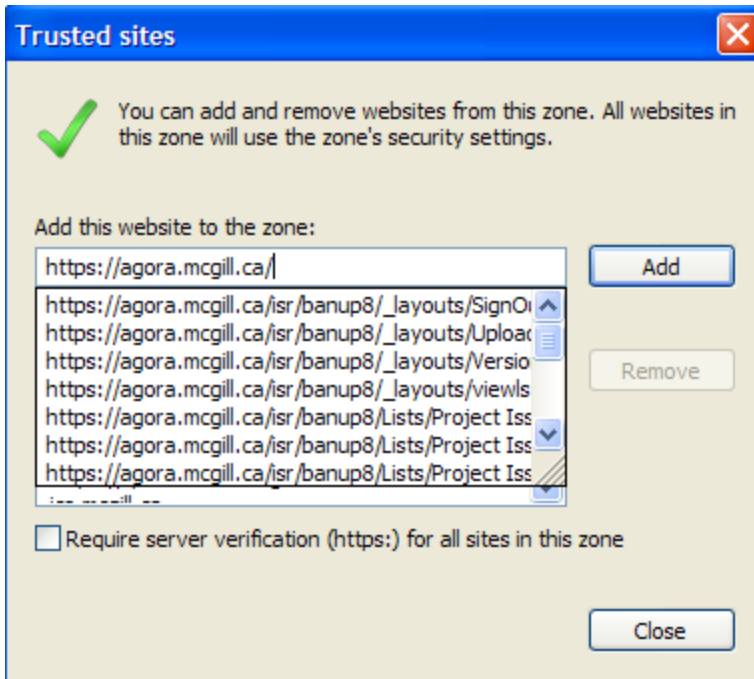 Trusted sites
You can add and remove websites from this zone. All websites in
this zone will use the zone's security settings.
Add this website to the zone:
https://agora.mcgill.ca/
Add
https://agora.mcgill.ca/isr/banup8/_layouts/SignO
https://agora.mcgill.ca/isr/banup8/_layouts/Upload
https://agora.mcgill.ca/isr/banup8/_layouts/Versio
https://agora.mcgill.ca/isr/banup8/_layouts/viewls
Remove
https://agora.mcgill.ca/isr/banup8/Lists/Project Iss
https://agora.mcgill.ca/isr/banup8/Lists/Project Iss
https://agora.mcgill.ca/isr/banup8/Lists/Project Iss
Require server verification (https:) for all sites in this zone
Close